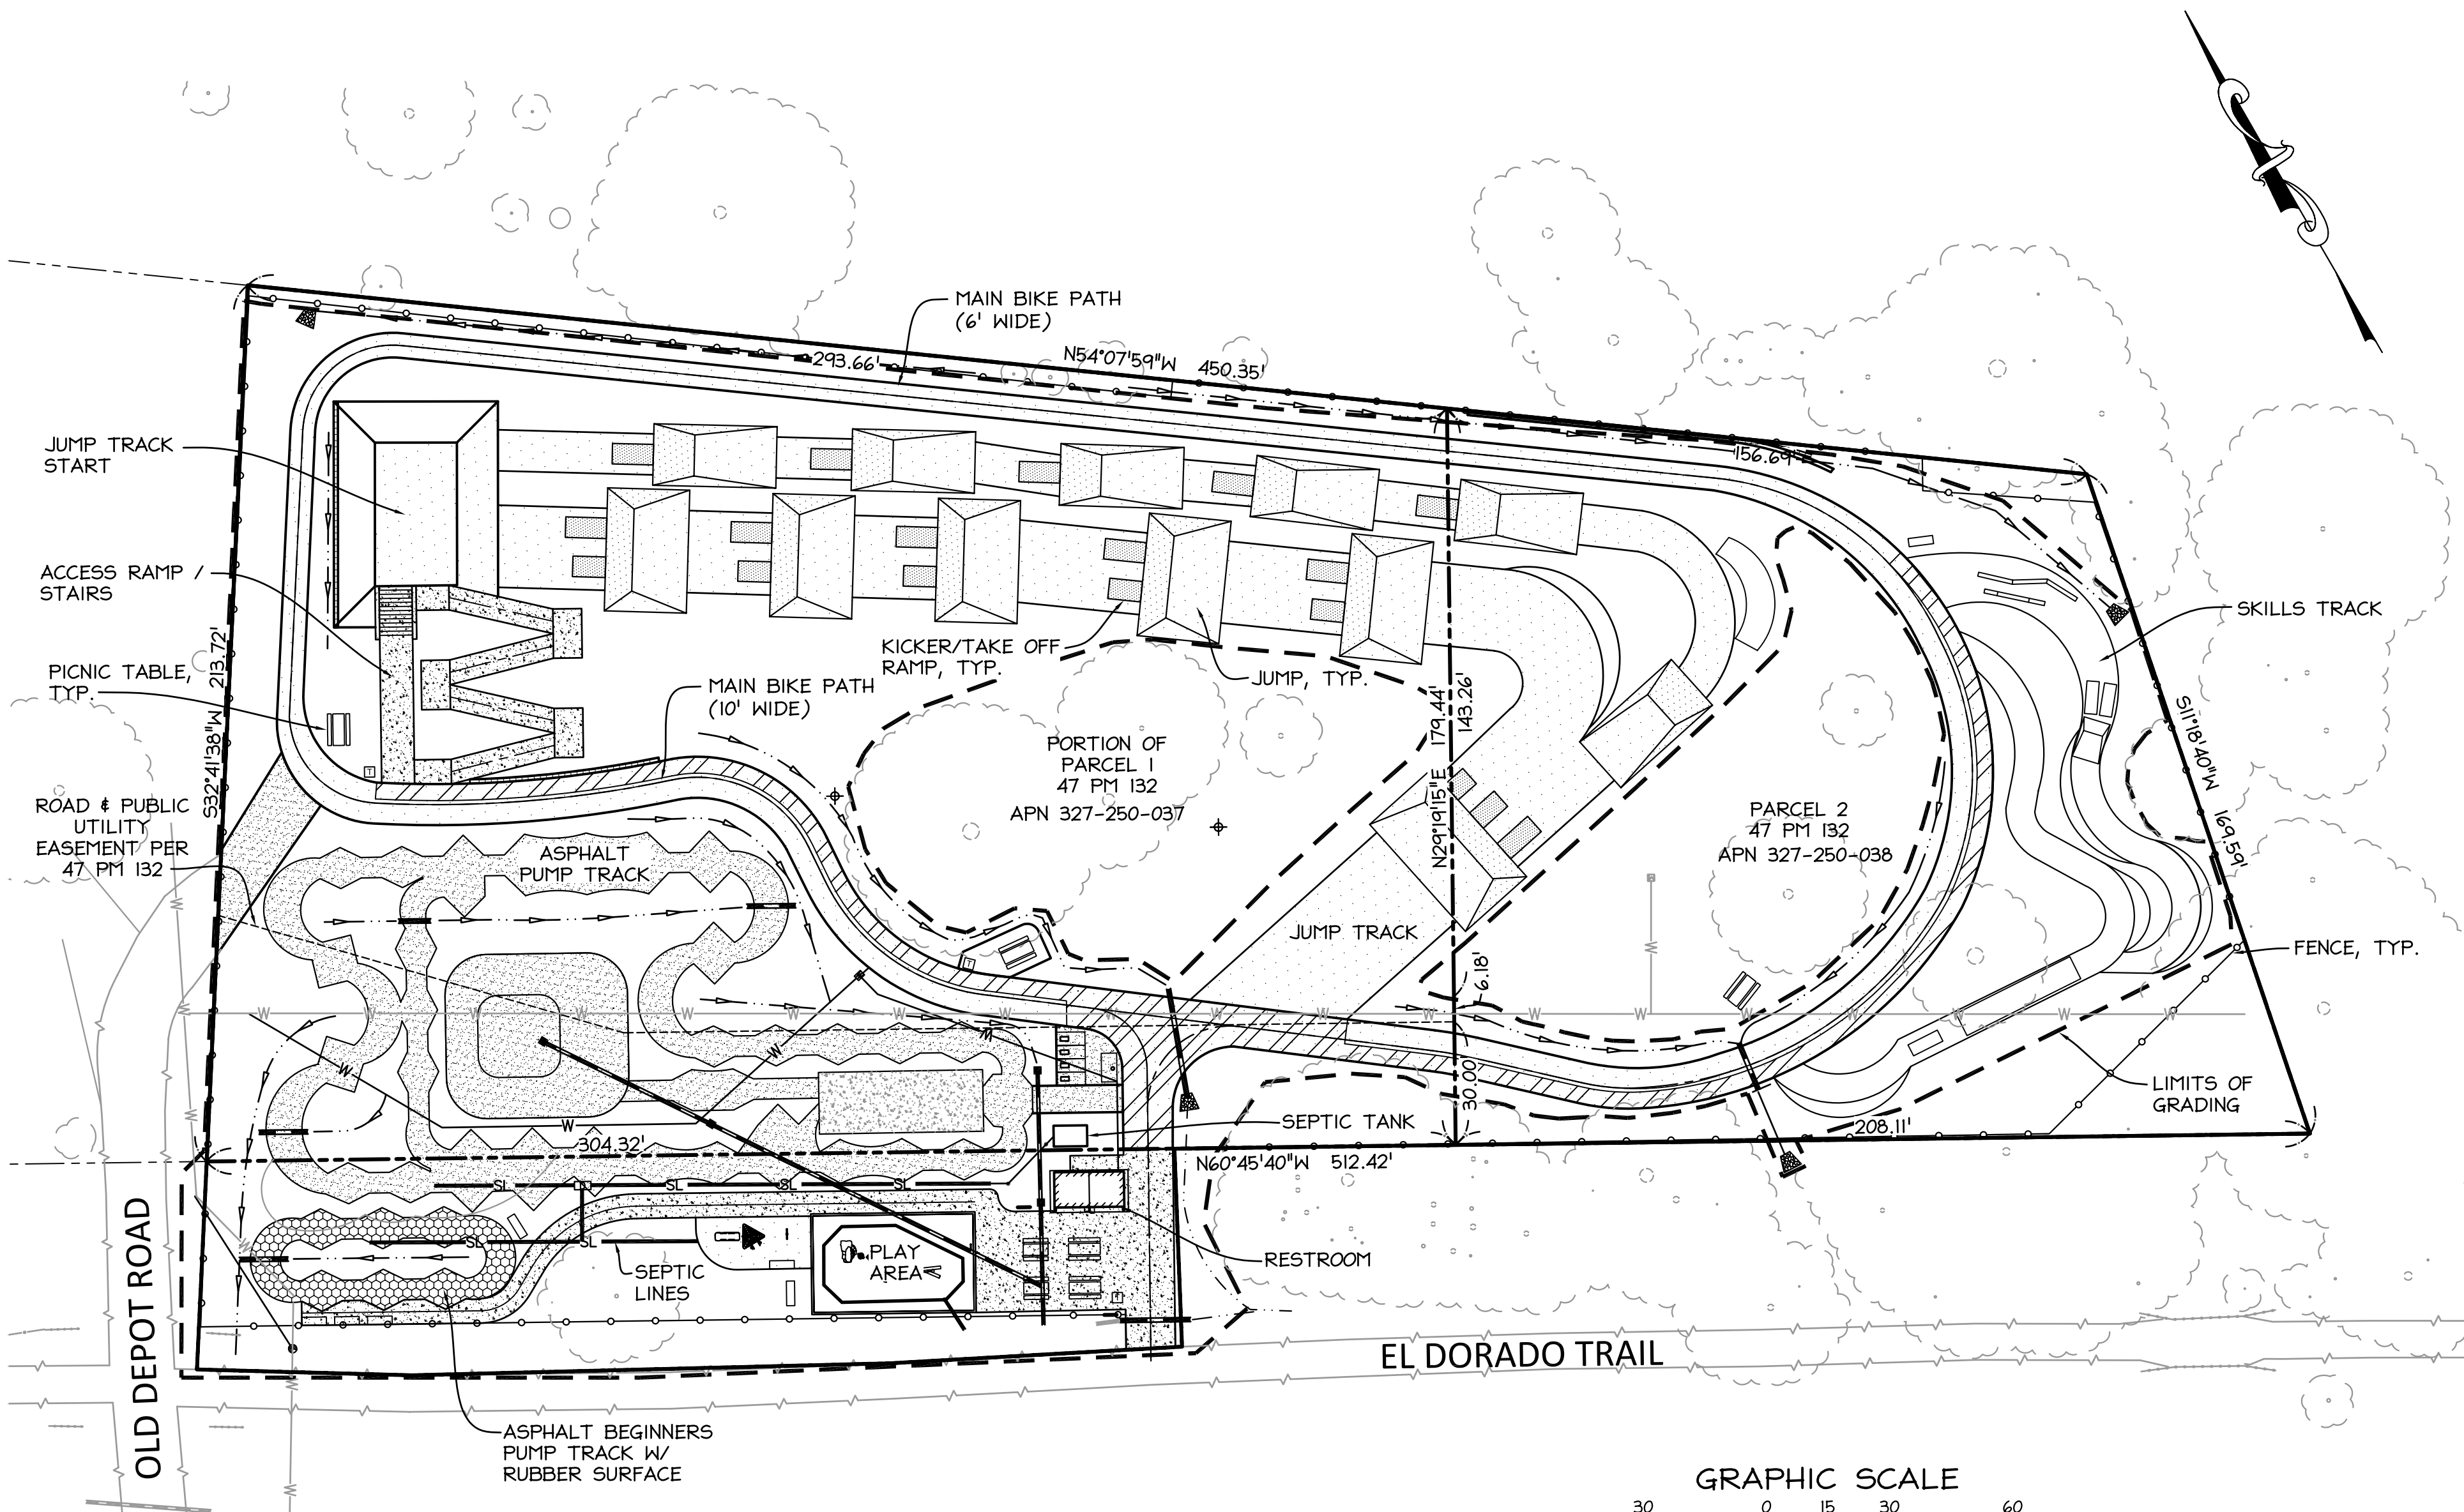 MAIN BIKE PATH
(6' WIDE)
293.66'
N54°07'59"W 450.35'
156.69'
JUMP TRACK
START
ACCESS RAMP /
STAIRS
PICNIC TABLE,
TYP.
S32°41'38"W 213.72'
KICKER/TAKE OFF
RAMP, TYP.
JUMP, TYP.
MAIN BIKE PATH
(10' WIDE)
SKILLS TRACK
S11°18'40"W 169.59'
PORTION OF
PARCEL 1
47 PM 132
APN 327-250-037
N29°19'15"E 179.44'
143.26'
PARCEL 2
47 PM 132
APN 327-250-038
ROAD & PUBLIC
UTILITY
EASEMENT PER
47 PM 132
ASPHALT
PUMP TRACK
JUMP TRACK
FENCE, TYP.
6.18'
W W W W W W W W W W W W W W W W W W W
W
W
W
W
30.00'
LIMITS OF
GRADING
SEPTIC TANK
208.11'
304.32'
N60°45'40"W 512.42'
SL SL SL SL
SL SL
PLAY
AREA
SEPTIC
LINES
RESTROOM
OLD DEPOT ROAD
EL DORADO TRAIL
ASPHALT BEGINNERS
PUMP TRACK W/
RUBBER SURFACE
GRAPHIC SCALE
30 0 15 30 60